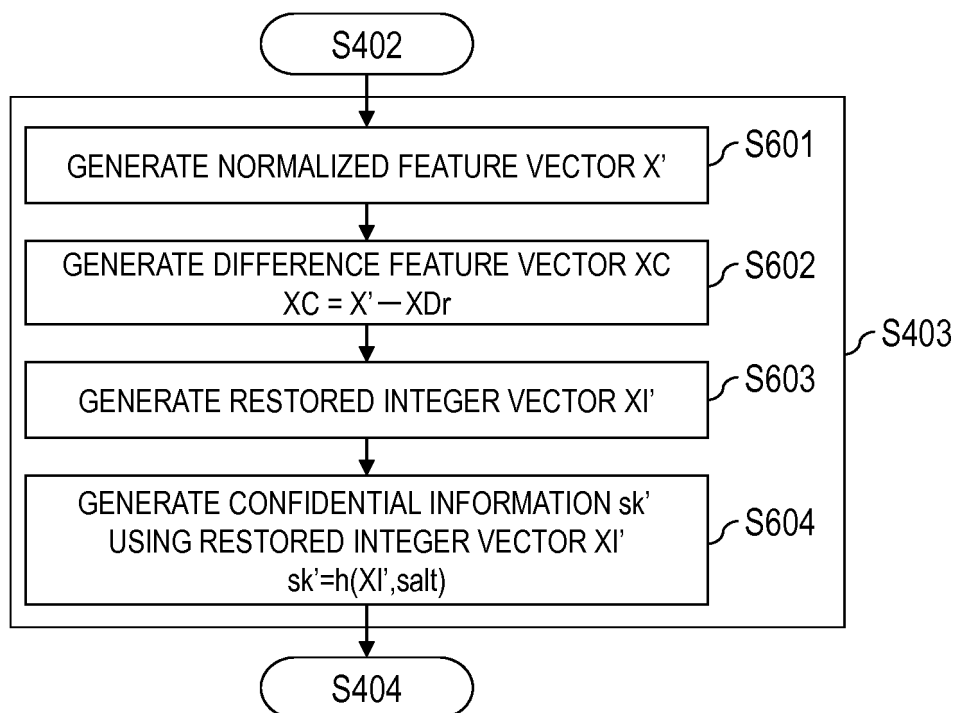 S402
GENERATE NORMALIZED FEATURE VECTOR X’
S601
GENERATE DIFFERENCE FEATURE VECTOR XC
XC = X’ — XDr
S602
S403
GENERATE RESTORED INTEGER VECTOR XI’
S603
GENERATE CONFIDENTIAL INFORMATION sk’
USING RESTORED INTEGER VECTOR XI’
sk’=h(XI’,salt)
S604
S404